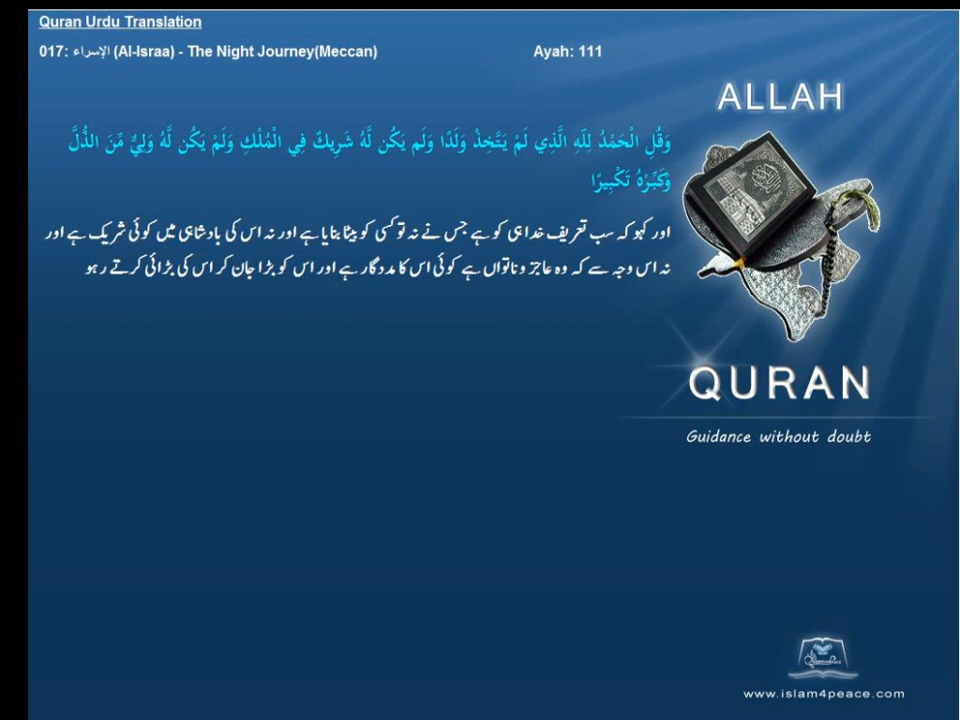 Quran Urdu Translation
017: الإسراء (Al-Israa) - The Night Journey(Meccan) Ayah: 111
ALLAH
وَقُلِ الْحَمْدُ لِلَّهِ الَّذِي لَمْ يَتَّخِذْ وَلَدًا وَلَم يَكُن لَّهُ شَرِيكٌ فِي الْمُلْكِ وَلَمْ يَكُن لَّهُ وَلِيٌّ مِّنَ الذُّلَّ
وَكَبِّرْهُ تَكْبِيرًا
اور کہو کہ سب تعریف خدا ہی کو ہے جس نے نہ تو کسی کو بیٹا بنایا ہے اور نہ اس کی بادشاہی میں کوئی شریک ہے اور
نہ اس وجہ سے کہ وہ عاجز و ناتواں ہے کوئی اس کا مددگار ہے اور اس کو بڑا جان کر اس کی بڑائی کرتے رہو
QURAN
Guidance without doubt
www.islam4peace.com